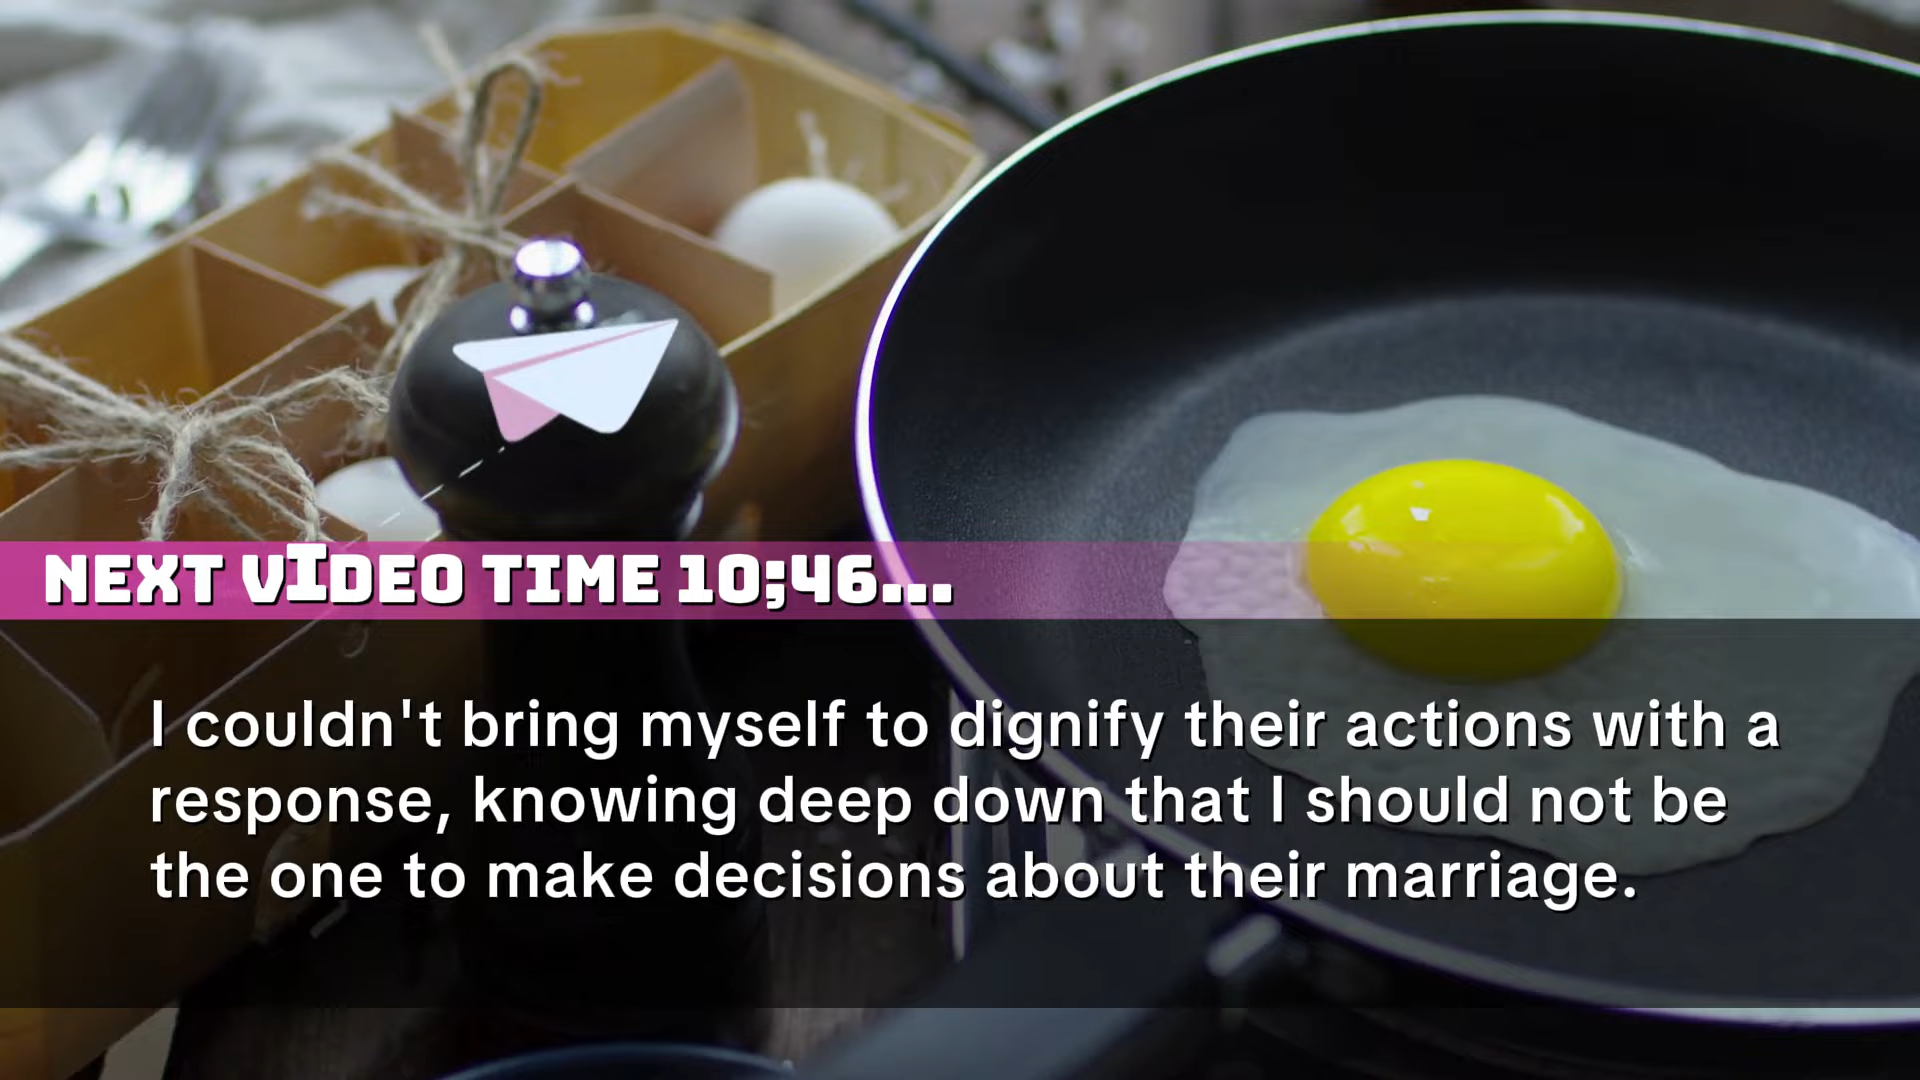 NEXT VIDEO TIME 10;46...
I couldn't bring myself to dignify their actions with a
response, knowing deep down that I should not be
the one to make decisions about their marriage.